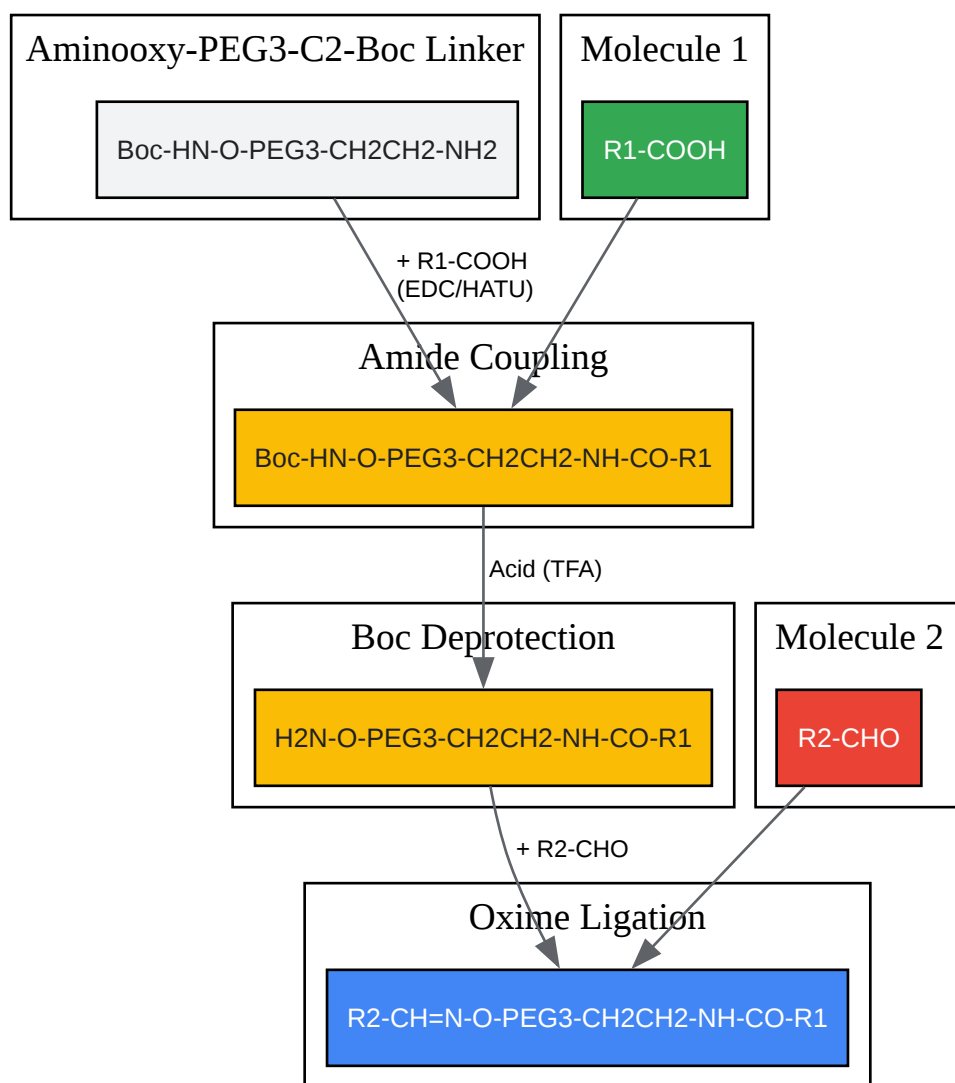 Aminooxy-PEG3-C2-Boc Linker
Molecule 1
Boc-HN-O-PEG3-CH2CH2-NH2
R1-COOH
+ R1-COOH
(EDC/HATU)
Amide Coupling
Boc-HN-O-PEG3-CH2CH2-NH-CO-R1
Acid (TFA)
Boc Deprotection
Molecule 2
H2N-O-PEG3-CH2CH2-NH-CO-R1
R2-CHO
+ R2-CHO
Oxime Ligation
R2-CH=N-O-PEG3-CH2CH2-NH-CO-R1